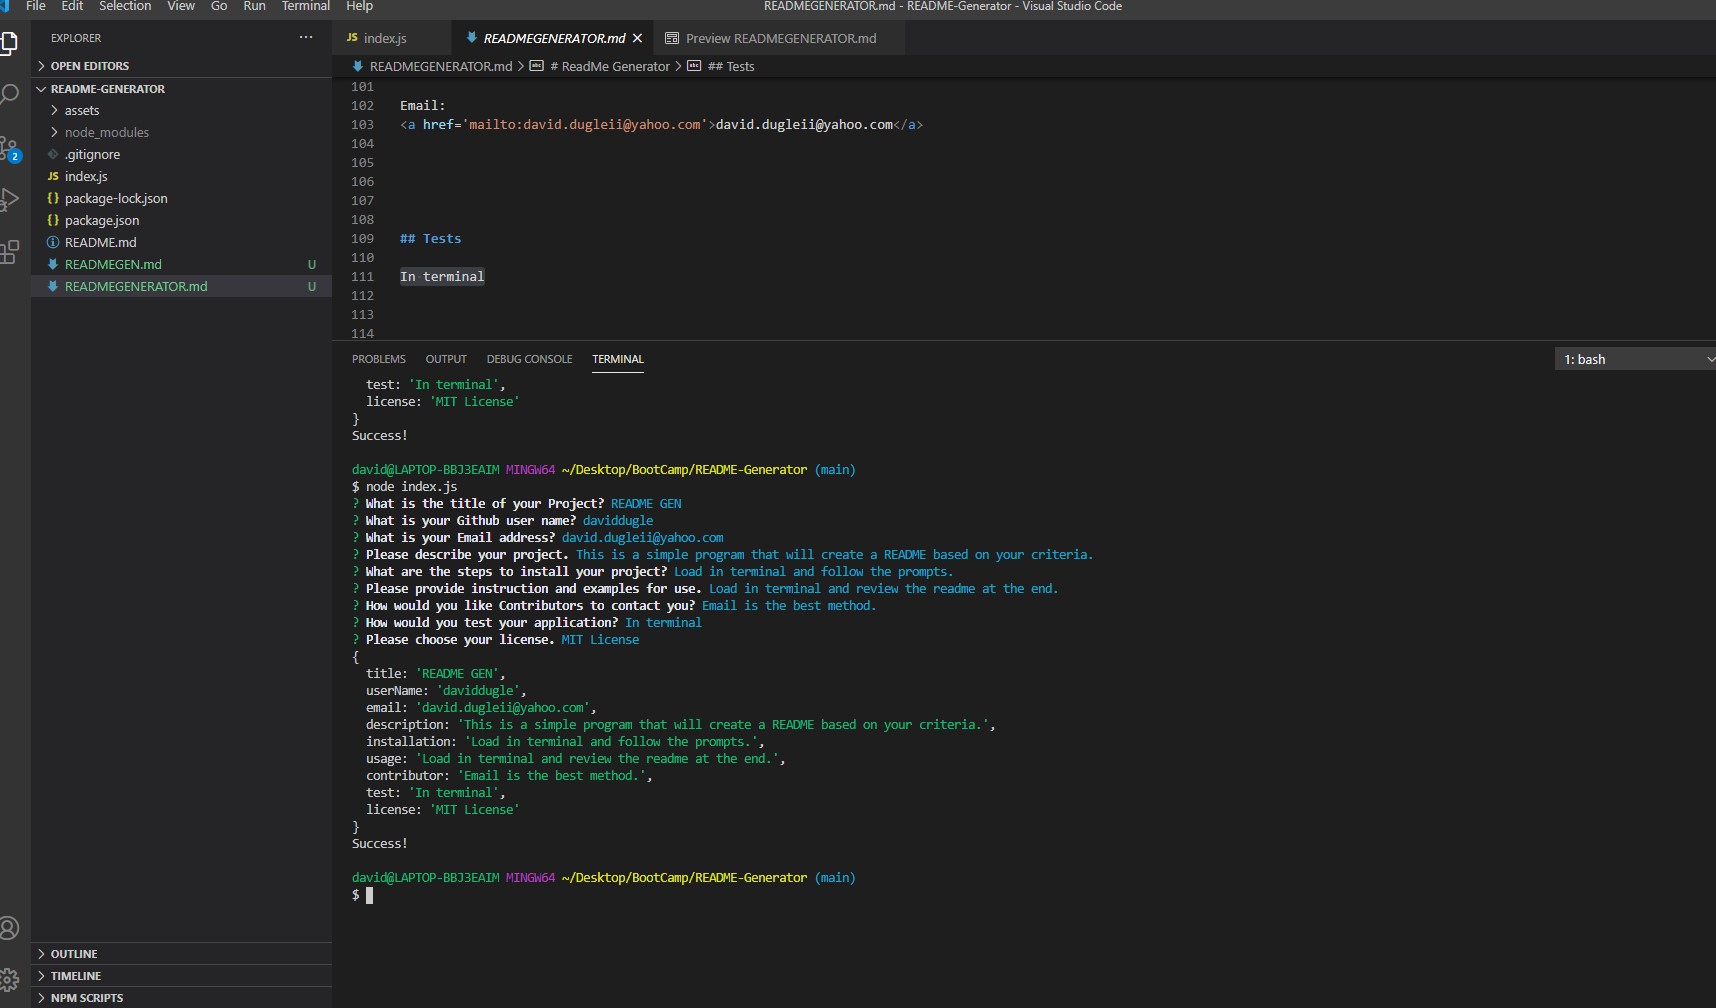 File Edit Selection View Go Run Terminal Help READMEGENERATOR.md - README-Generator - Visual Studio Code
EXPLORER ···
JS index.js READMEGENERATOR.md × Preview READMEGENERATOR.md
OPEN EDITORS
READMEGENERATOR.md > # ReadMe Generator > ## Tests
README-GENERATOR
assets
node_modules
.gitignore
JS index.js
{} package-lock.json
{} package.json
README.md
READMEGEN.md U
READMEGENERATOR.md U
2
101
102 Email:
103 <a href='mailto:david.dugleii@yahoo.com'>david.dugleii@yahoo.com</a>
104
105
106
107
108
109 ## Tests
110
111 In terminal
112
113
114
PROBLEMS OUTPUT DEBUG CONSOLE TERMINAL 1: bash
test: 'In terminal',
license: 'MIT License'
}
Success!
david@LAPTOP-BBJ3EAIM MINGW64 ~/Desktop/BootCamp/README-Generator (main)
$ node index.js
? What is the title of your Project? README GEN
? What is your Github user name? daviddugle
? What is your Email address? david.dugleii@yahoo.com
? Please describe your project. This is a simple program that will create a README based on your criteria.
? What are the steps to install your project? Load in terminal and follow the prompts.
? Please provide instruction and examples for use. Load in terminal and review the readme at the end.
? How would you like Contributors to contact you? Email is the best method.
? How would you test your application? In terminal
? Please choose your license. MIT License
{
title: 'README GEN',
userName: 'daviddugle',
email: 'david.dugleii@yahoo.com',
description: 'This is a simple program that will create a README based on your criteria.',
installation: 'Load in terminal and follow the prompts.',
usage: 'Load in terminal and review the readme at the end.',
contributor: 'Email is the best method.',
test: 'In terminal',
license: 'MIT License'
}
Success!
david@LAPTOP-BBJ3EAIM MINGW64 ~/Desktop/BootCamp/README-Generator (main)
$
OUTLINE
TIMELINE
NPM SCRIPTS